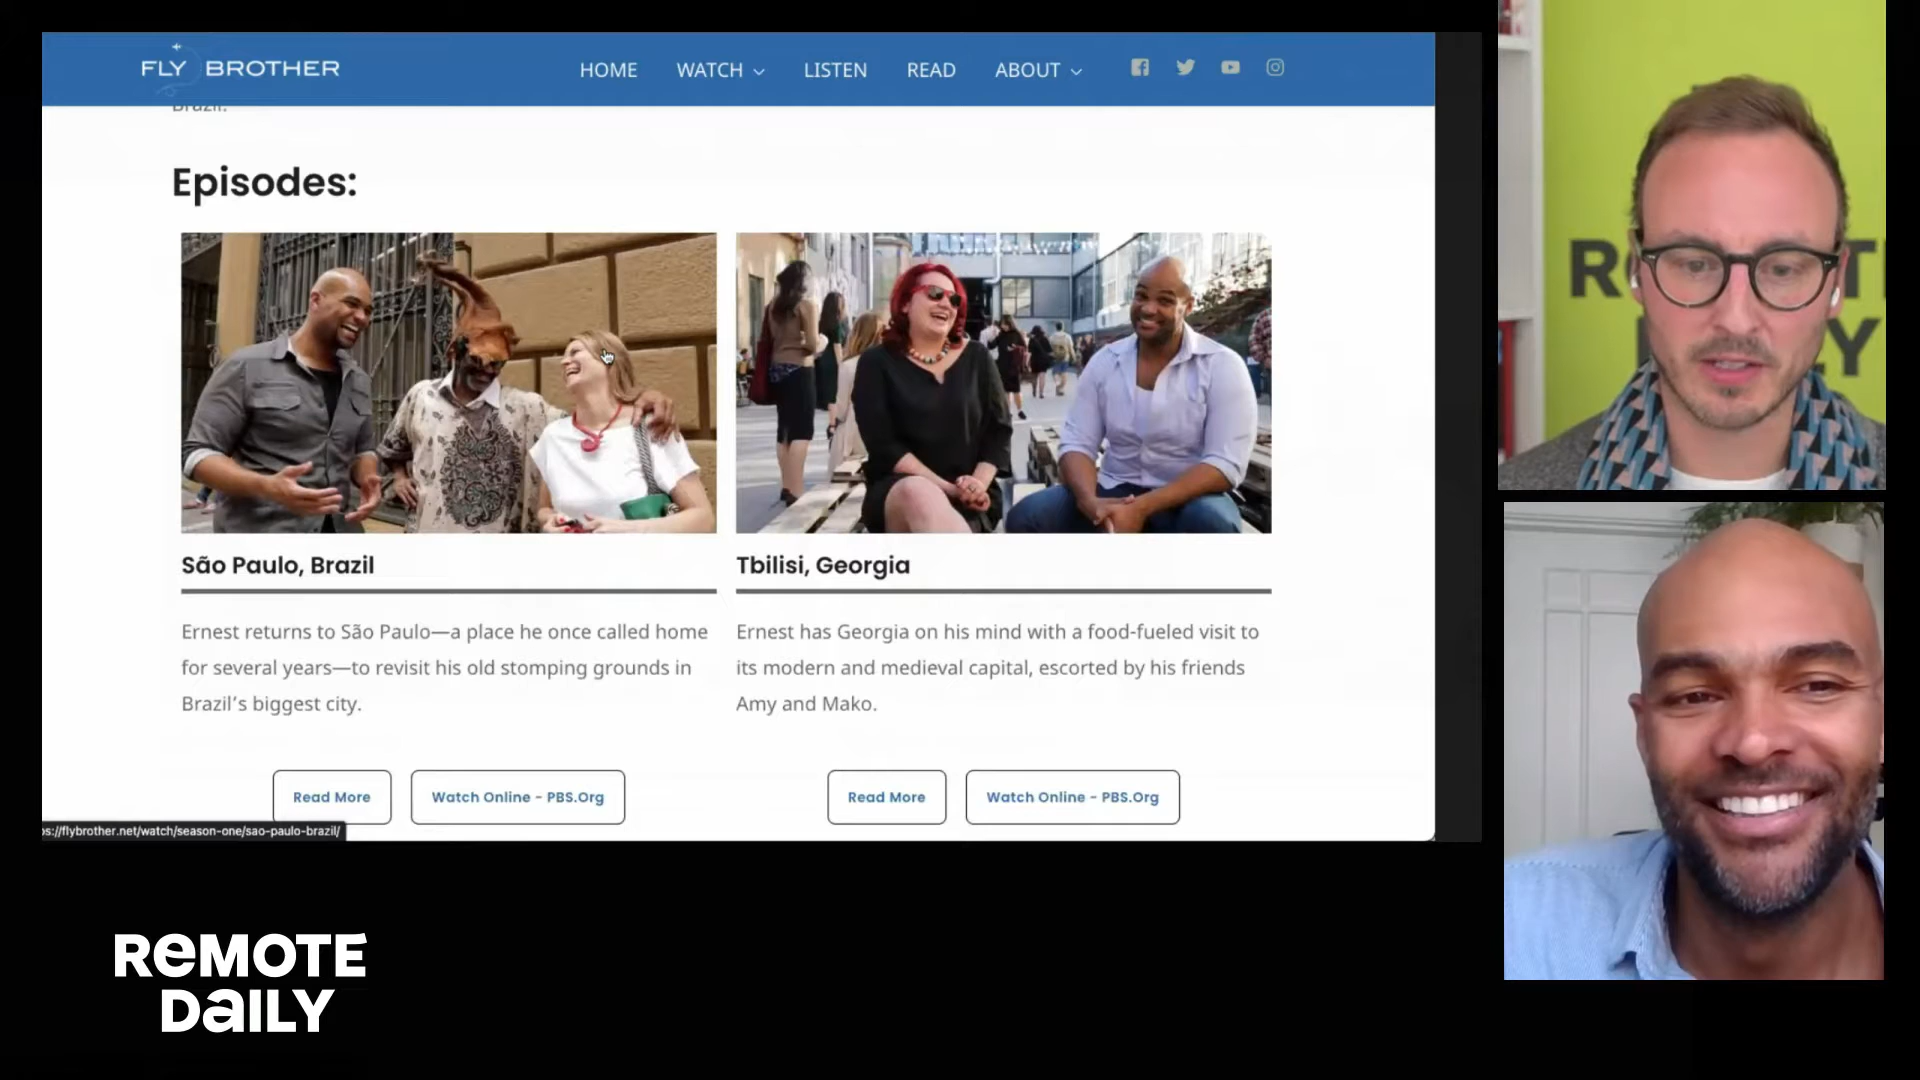 FLY BROTHER
HOME
WATCH
LISTEN
READ
ABOUT
Brazil.
Episodes:
São Paulo, Brazil
Ernest returns to São Paulo—a place he once called home
for several years—to revisit his old stomping grounds in
Brazil's biggest city.
Read More
Watch Online - PBS.Org
Tbilisi, Georgia
Ernest has Georgia on his mind with a food-fueled visit to
its modern and medieval capital, escorted by his friends
Amy and Mako.
Read More
Watch Online - PBS.Org
ps://flybrother.net/watch/season-one/sao-paulo-brazil/
REMOTE
DAILY